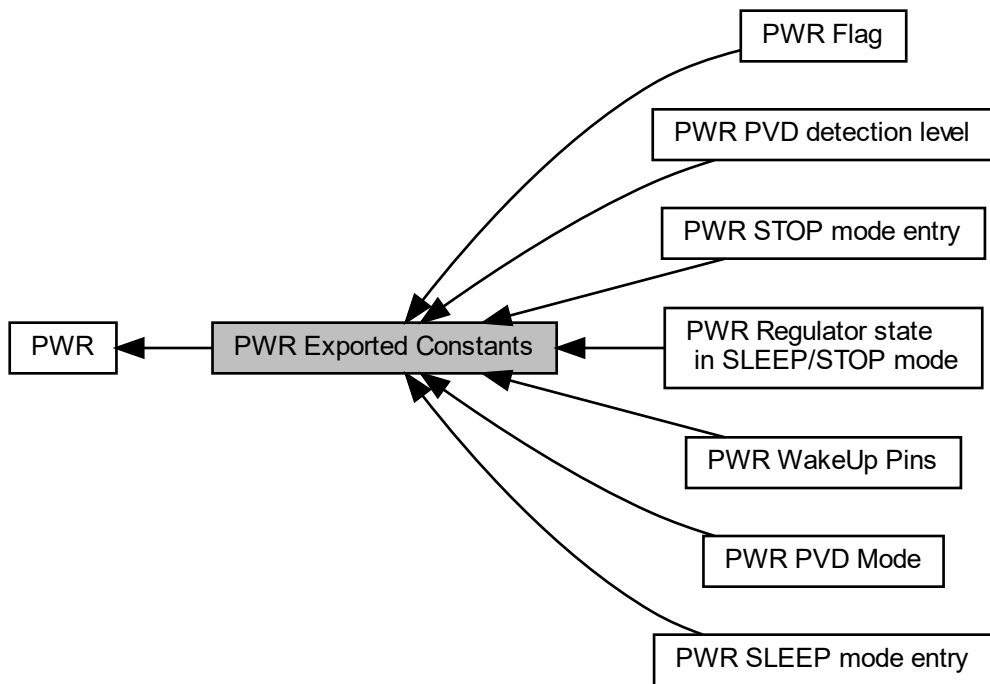 PWR Flag
PWR PVD detection level
PWR STOP mode entry
PWR Regulator state
in SLEEP/STOP mode
PWR
PWR Exported Constants
PWR WakeUp Pins
PWR PVD Mode
PWR SLEEP mode entry